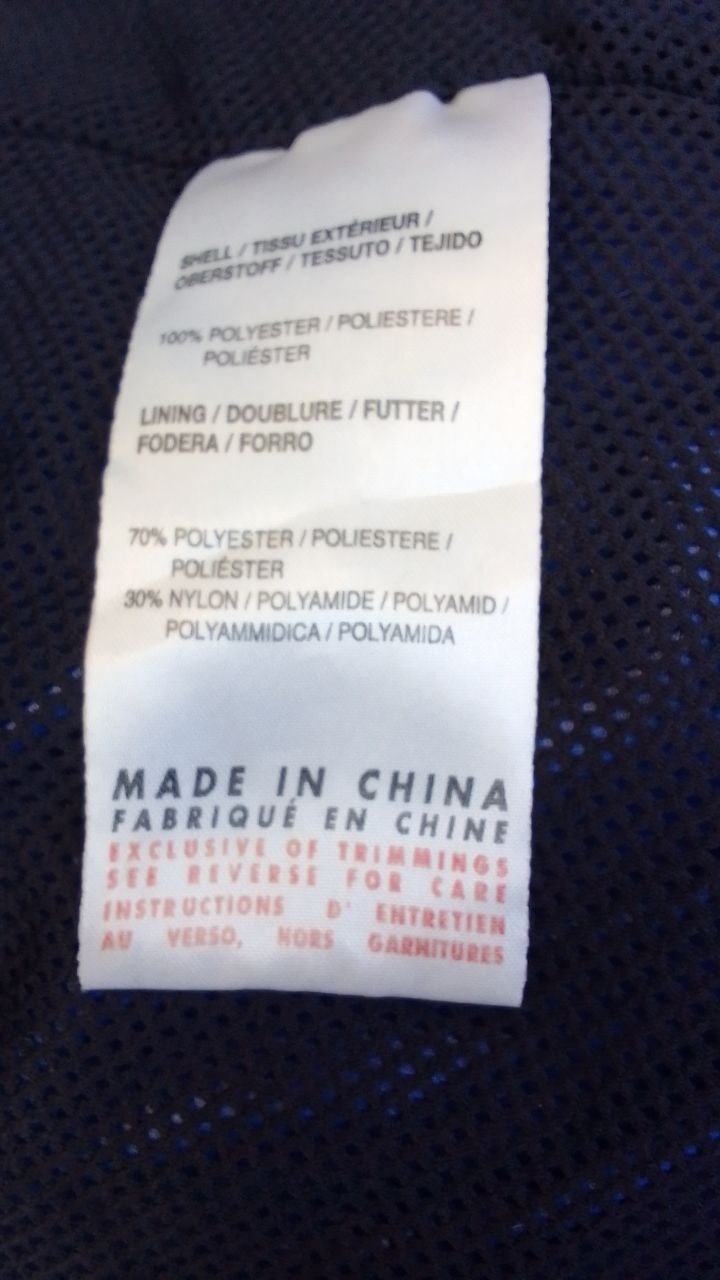 SHELL / TISSU EXTÉRIEUR /
OBERSTOFF / TESSUTO / TEJIDO
100% POLYESTER / POLIESTERE /
POLIÉSTER
LINING / DOUBLURE / FUTTER /
FODERA / FORRO
70% POLYESTER / POLIESTERE /
POLIÉSTER
30% NYLON / POLYAMIDE / POLYAMID /
POLYAMMIDICA / POLYAMIDA
MADE IN CHINA
FABRIQUÉ EN CHINE
EXCLUSIVE OF TRIMMINGS
SEE REVERSE FOR CARE
INSTRUCTIONS D' ENTRETIEN
AU VERSO, HORS GARNITURES